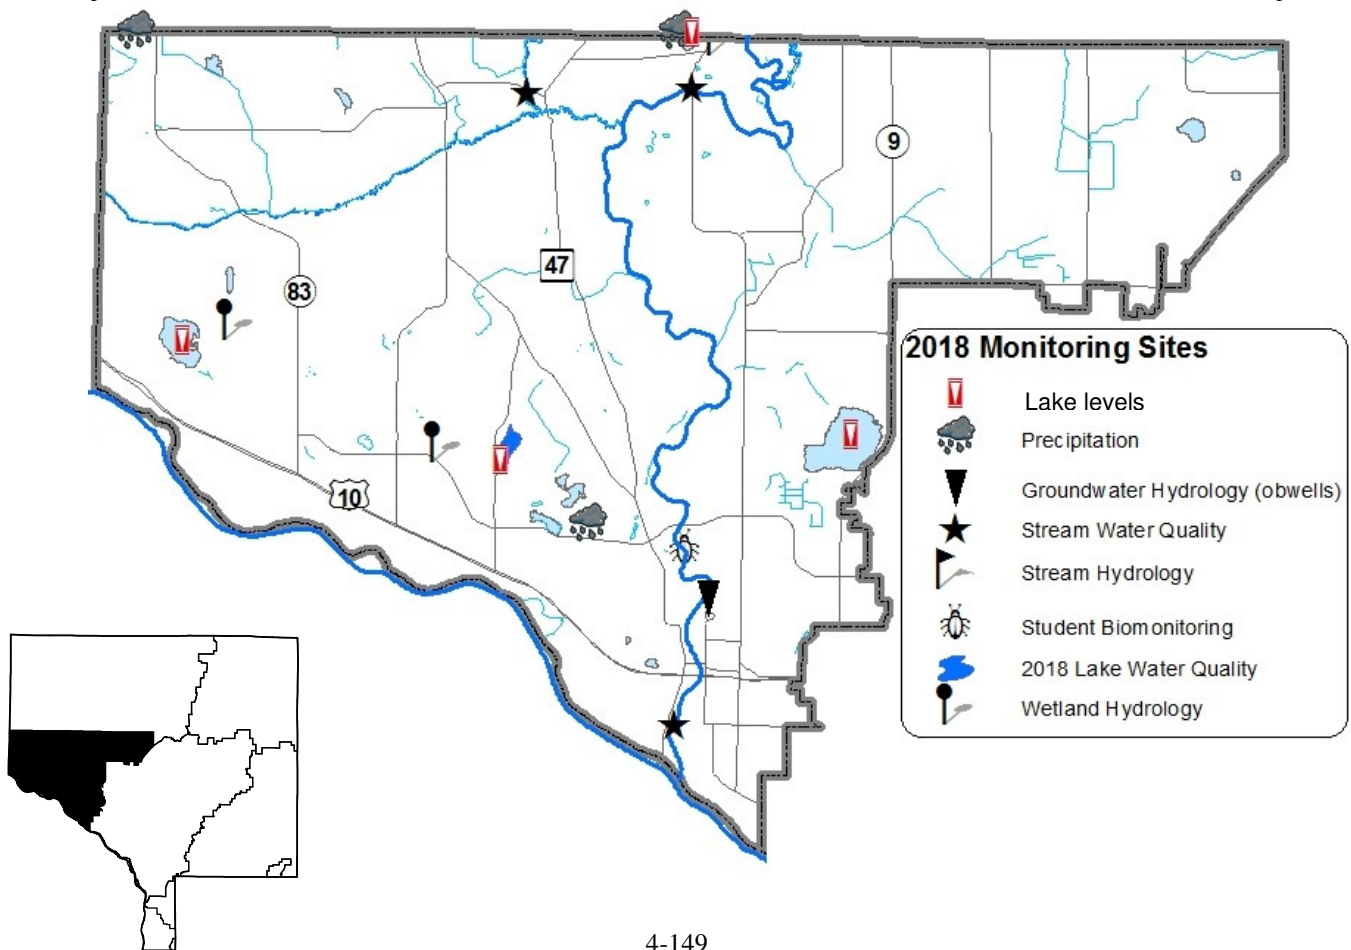 9
47
83
10
2018 Monitoring Sites
Lake levels
Precipitation
Groundwater Hydrology (obwells)
Stream Water Quality
Stream Hydrology
Student Biomonitoring
2018 Lake Water Quality
Wetland Hydrology
4-149